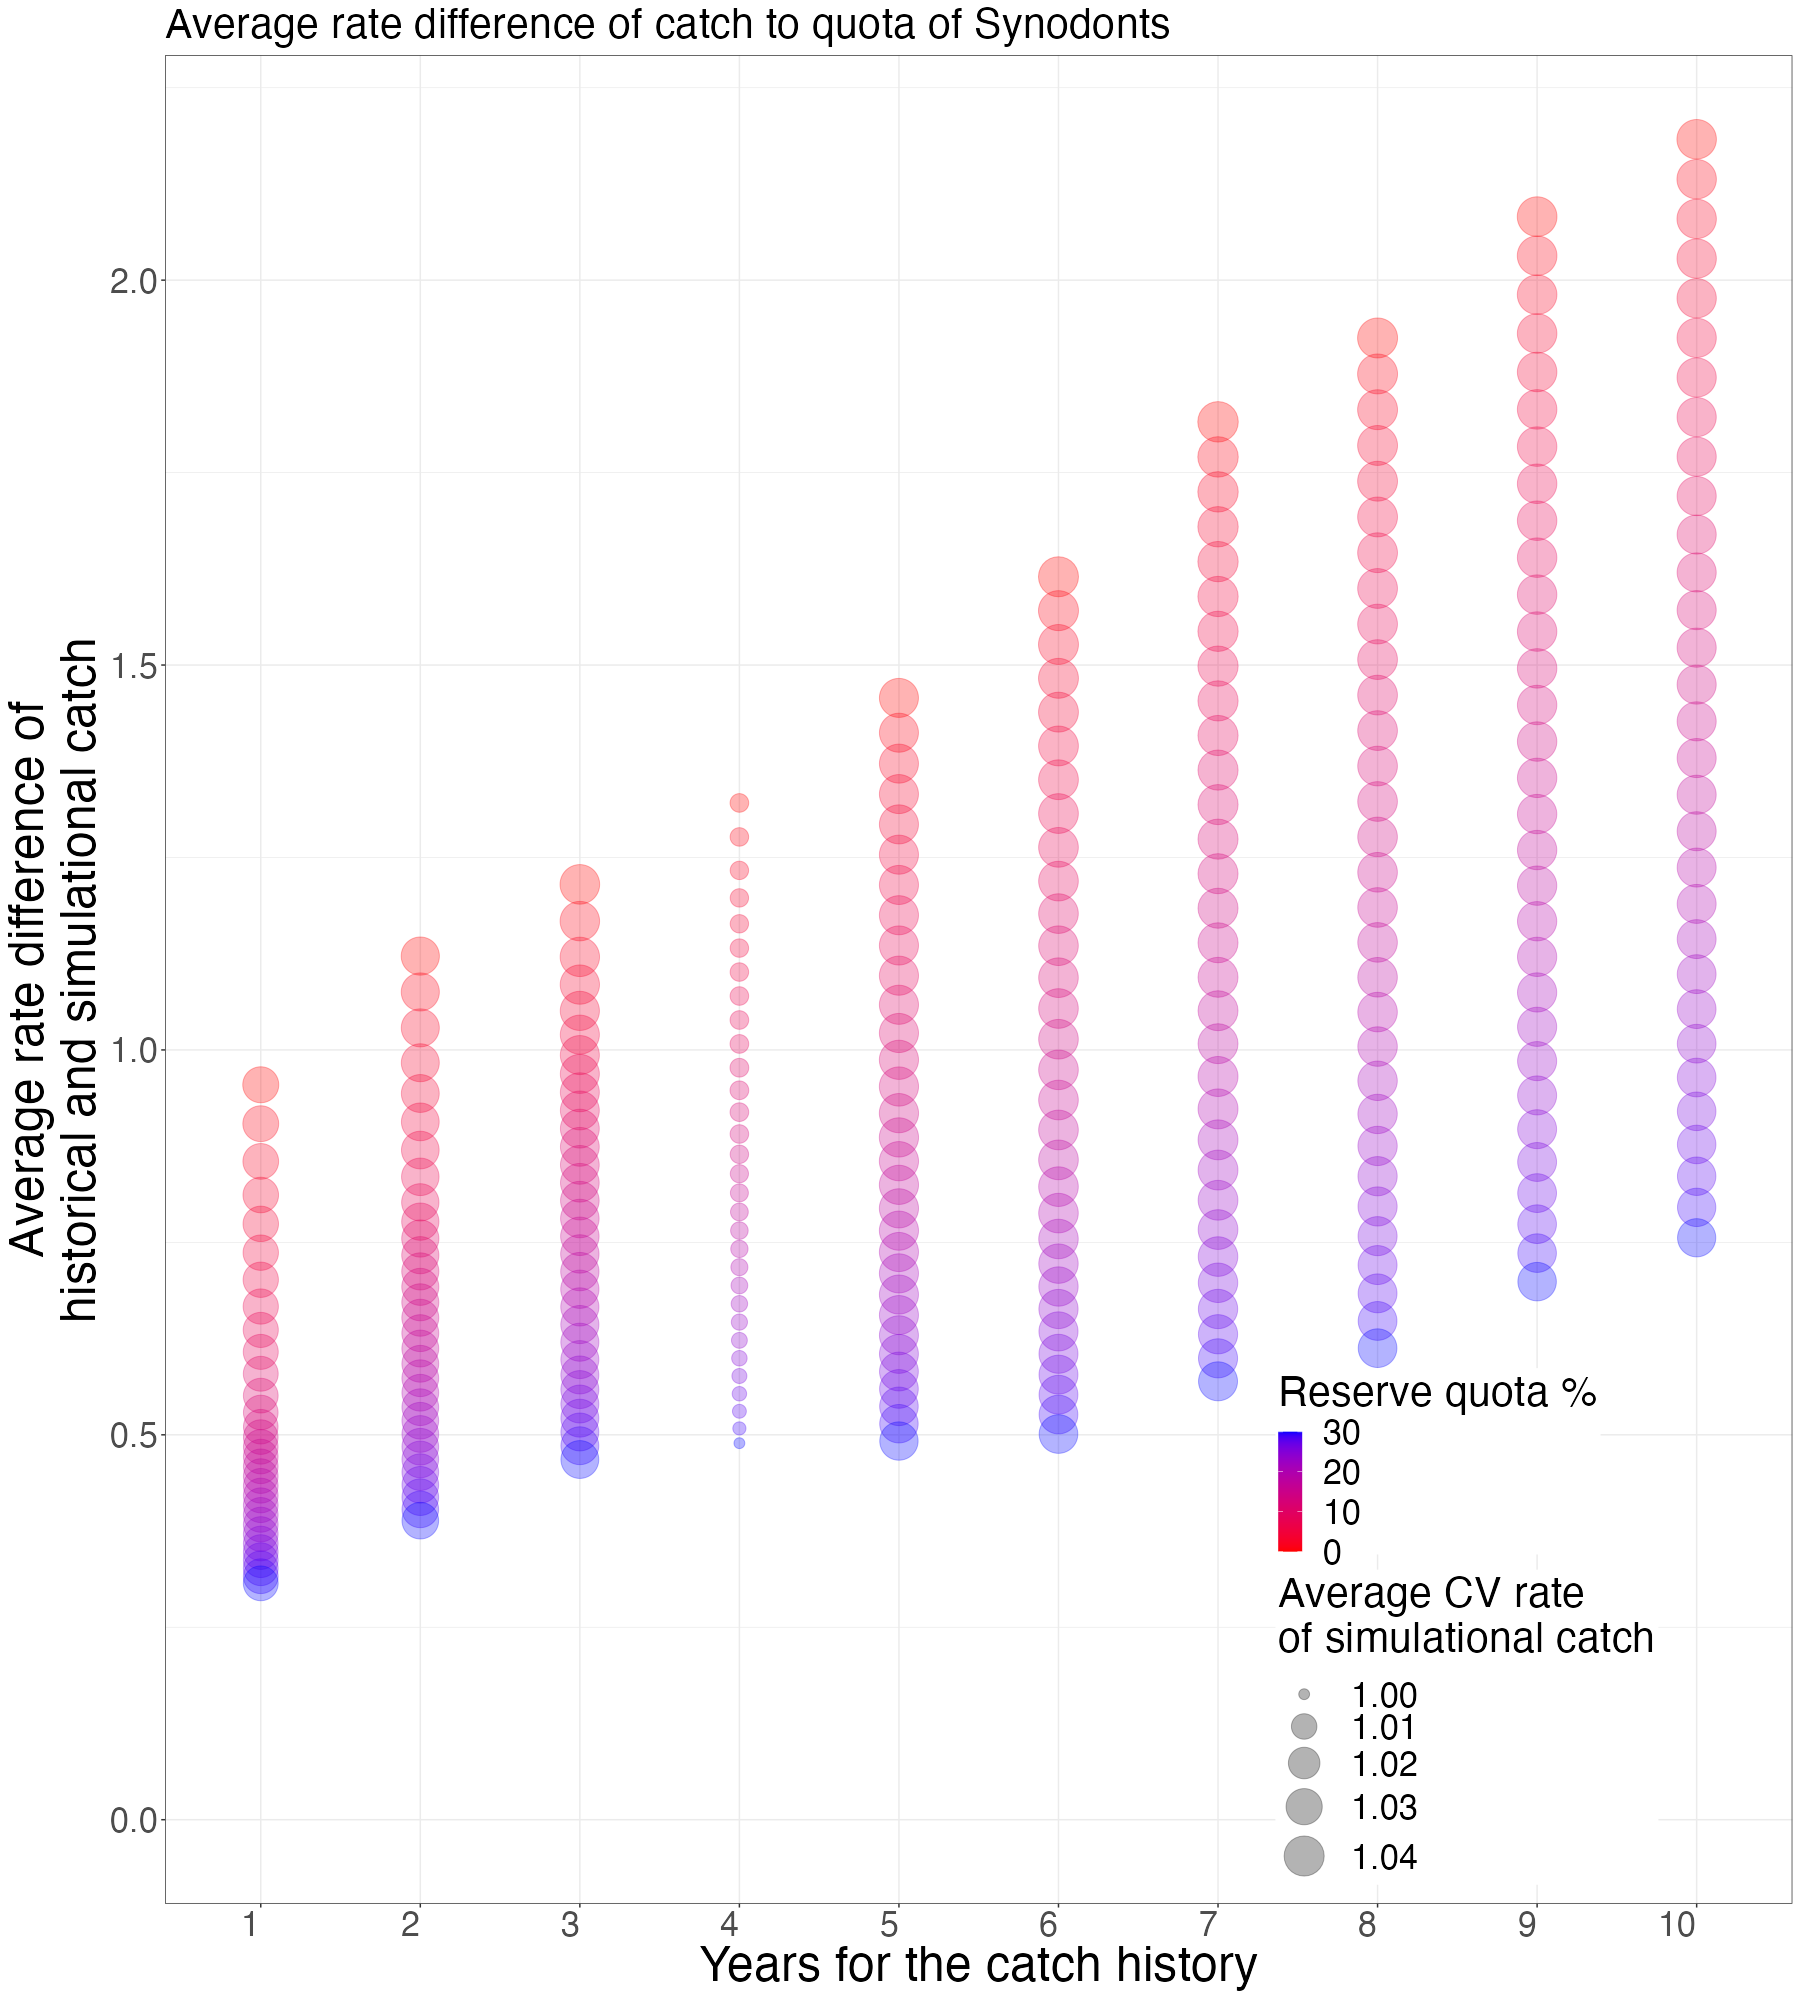 Average rate difference of catch to quota of Synodonts
Average rate difference of
historical and simulational catch
2.0
1.5
1.0
0.5
0.0
Reserve quota %
30
20
10
0
Average CV rate
of simulational catch
1.00
1.01
1.02
1.03
1.04
1 2 3 4 5 6 7 8 9 10
Years for the catch history